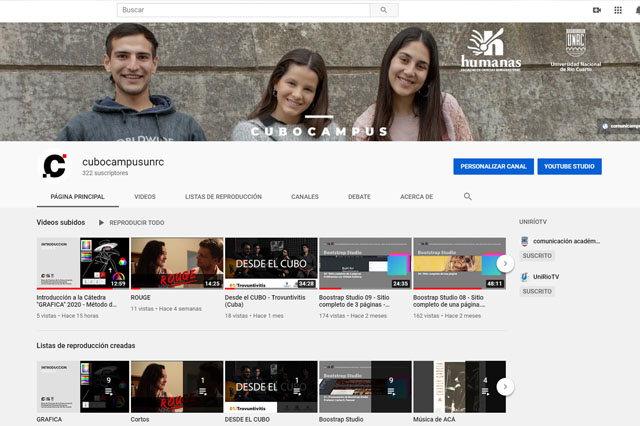 Buscar
humanas
FACULTAD DE CIENCIAS HUMANAS UNRC
UNRC
Universidad Nacional
de Río Cuarto
WORLDWIDE
CUBOCAMPUS
cubocampusunrc
322 suscriptores
PERSONALIZAR CANAL
YOUTUBE STUDIO
PÁGINA PRINCIPAL
VIDEOS
LISTAS DE REPRODUCCIÓN
CANALES
DEBATE
ACERCA DE
Videos subidos
REPRODUCIR TODO
INTRODUCCION
12:59
ROUGE
14:25
DESDE EL CUBO
01/Trovuntivitis
34:28
Bootstrap Studio
24:35
Bootstrap Studio
48:11
Introducción a la Cátedra
"GRAFICA" 2020 - Método d...
5 vistas • Hace 15 horas
ROUGE
11 vistas • Hace 4 semanas
Desde el CUBO - Trovuntivitis
(Cuba)
18 vistas • Hace 1 mes
Boostrap Studio 09 - Sitio
completo de 3 páginas -...
174 vistas • Hace 2 meses
Boostrap Studio 08 - Sitio
completo de una página....
162 vistas • Hace 2 meses
UNIRÍOTV
comunicación académ...
SUSCRITO
UniRíoTV
SUSCRITO
Listas de reproducción creadas
INTRODUCCION
9
ROUGE
1
DESDE EL CU
01/Trovuntivitis
1
Bootstrap Studio
9
4
GRAFICA
Cortos
DESDE EL CUBO
Boostrap Studio
Música de ACÁ